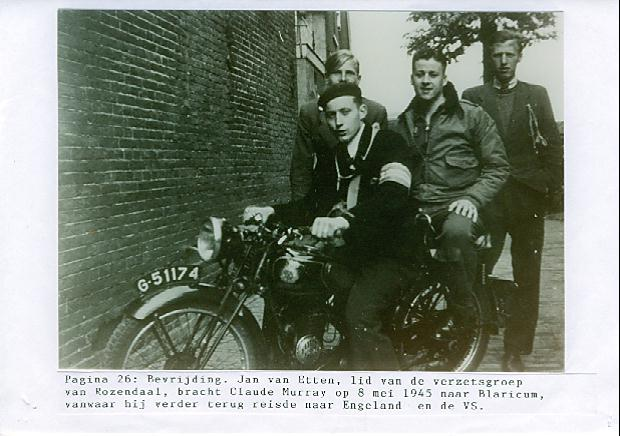 G-51174
Pagina 26: Bevrijding. Jan van Etten, lid van de verzetsgroep
van Rozendaal, bracht Claude Murray op 8 mei 1945 naar Blaricum,
vanwaar hij verder terug reisde naar Engeland en de VS.